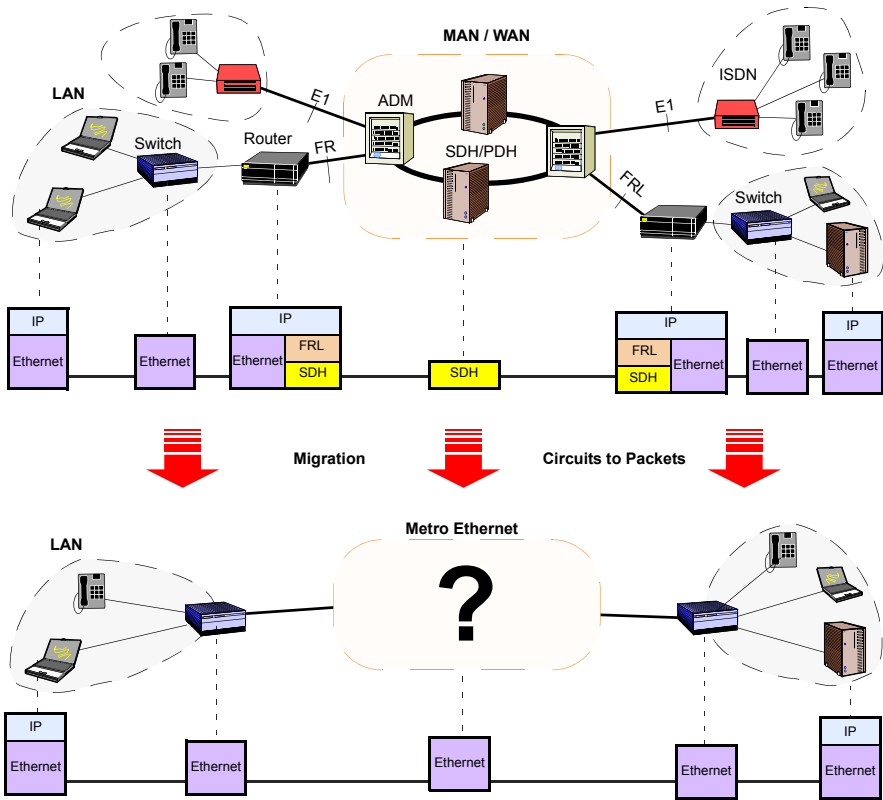 MAN / WAN
ISDN
E1
E1
ADM
LAN
Switch
Router
FR
SDH/PDH
FRL
Switch
IP
Ethernet
Ethernet
IP
Ethernet
FRL
SDH
SDH
IP
FRL
SDH
Ethernet
Ethernet
IP
Ethernet
Migration
Circuits to Packets
Metro Ethernet
LAN
?
IP
Ethernet
Ethernet
Ethernet
Ethernet
IP
Ethernet